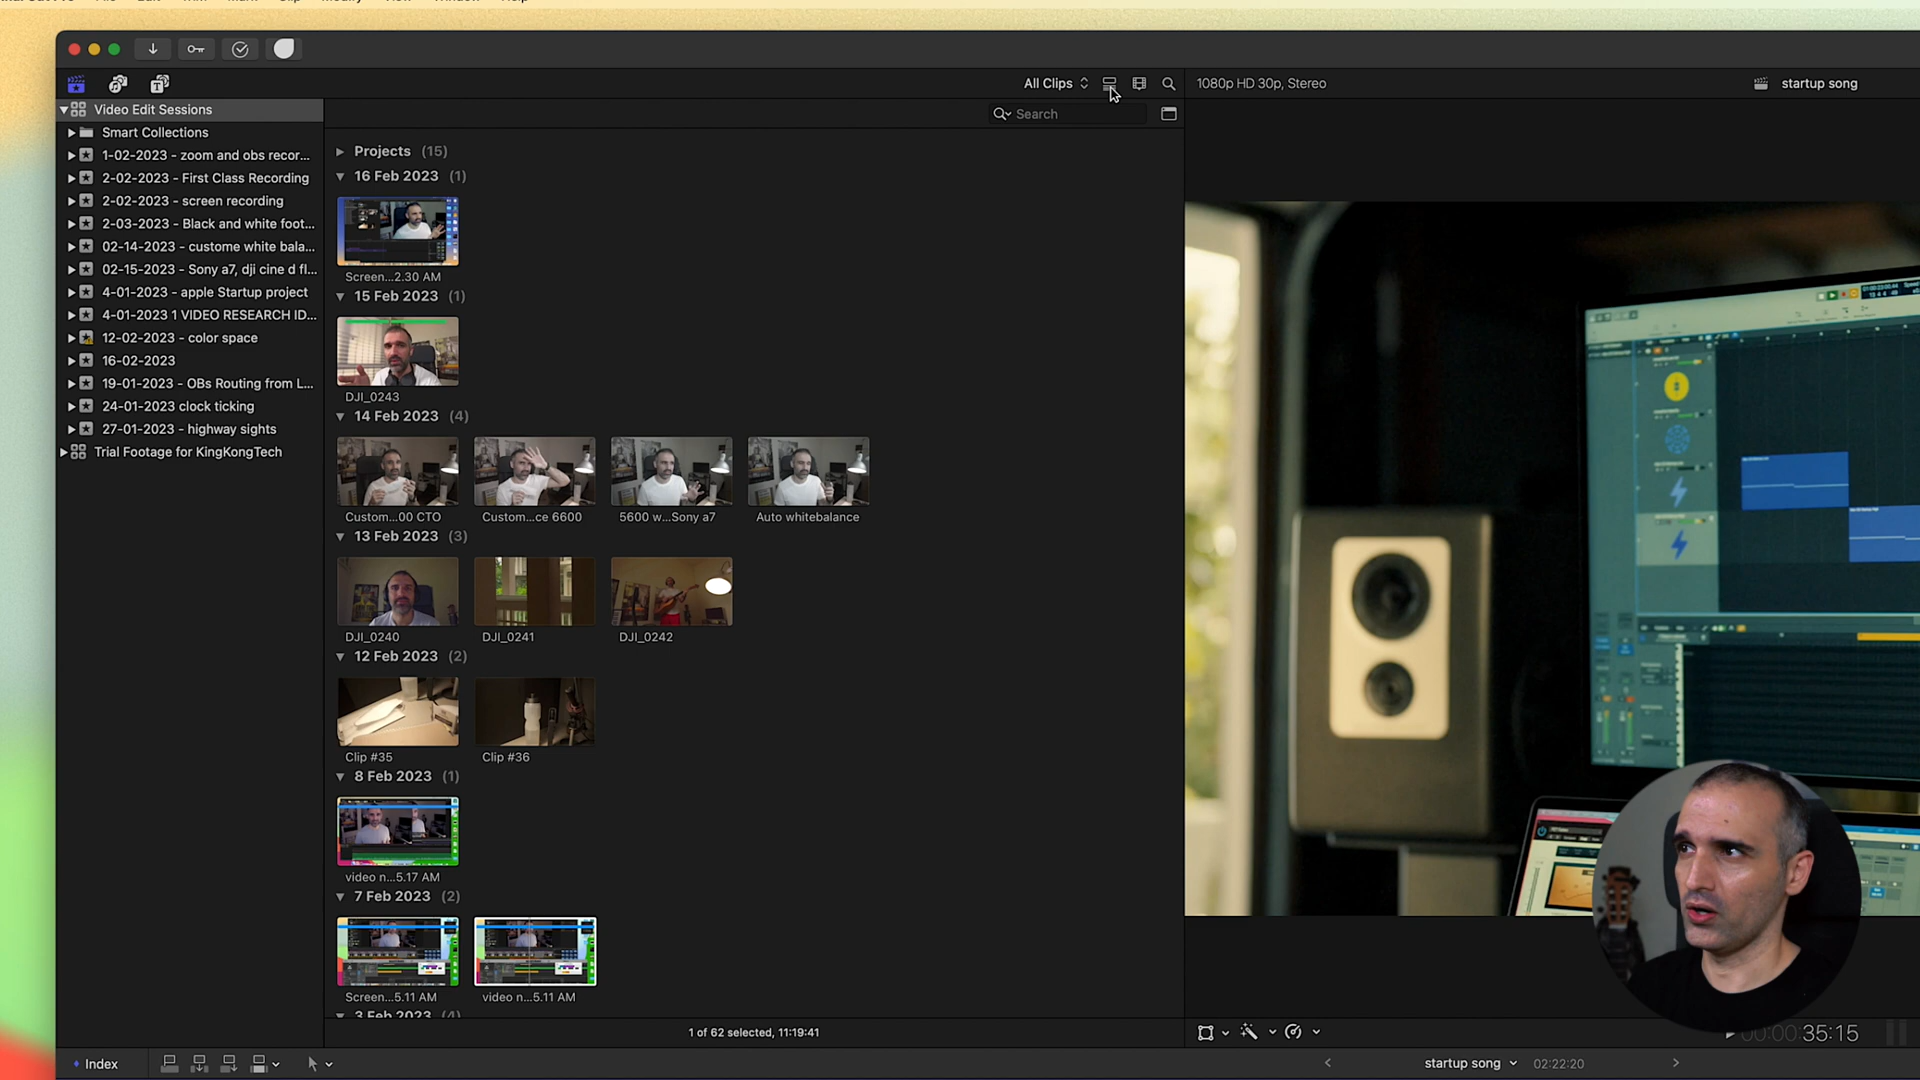 All Clips
1080p HD 30p, Stereo
startup song
Video Edit Sessions
Search
Smart Collections
1-02-2023 - zoom and obs recor...
2-02-2023 - First Class Recording
2-02-2023 - screen recording
2-03-2023 - Black and white foot...
02-14-2023 - custome white bala...
02-15-2023 - Sony a7, dji cine d fl...
4-01-2023 - apple Startup project
4-01-2023 1 VIDEO RESEARCH ID...
12-02-2023 - color space
16-02-2023
19-01-2023 - OBs Routing from L...
24-01-2023 clock ticking
27-01-2023 - highway sights
Trial Footage for KingKongTech
Projects (15)
16 Feb 2023 (1)
Screen...2.30 AM
15 Feb 2023 (1)
DJI_0243
14 Feb 2023 (4)
Custom...00 CTO
Custom...ce 6600
5600 w...Sony a7
Auto whitebalance
13 Feb 2023 (3)
DJI_0240
DJI_0241
DJI_0242
12 Feb 2023 (2)
Clip #35
Clip #36
8 Feb 2023 (1)
video n...5.17 AM
7 Feb 2023 (2)
Screen...5.11 AM
video n...5.11 AM
3 Feb 2023 (4)
1 of 62 selected, 11:19:41
00:00:35:15
Index
startup song
02:22:20